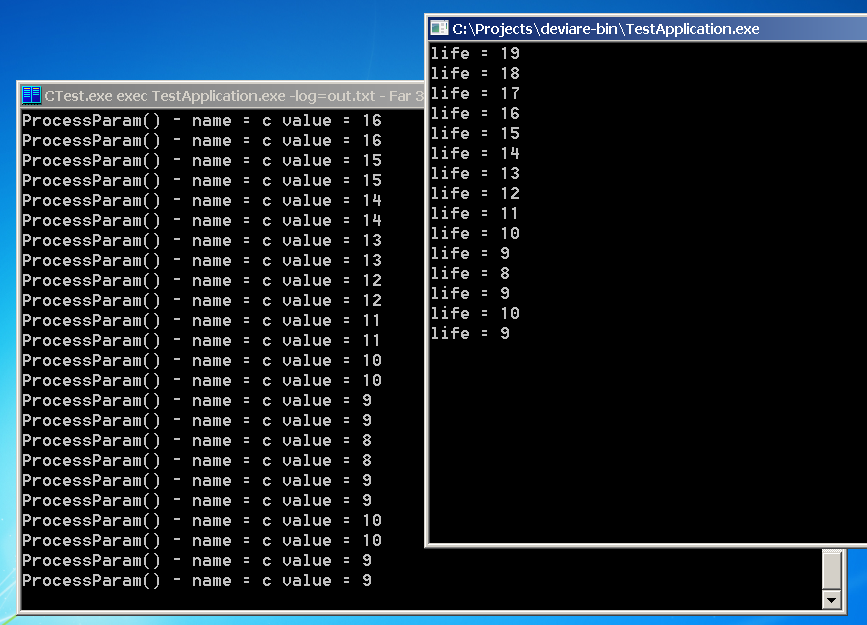 CTest.exe exec TestApplication.exe -log=out.txt - Far 3
ProcessParam() - name = c value = 16
ProcessParam() - name = c value = 16
ProcessParam() - name = c value = 15
ProcessParam() - name = c value = 15
ProcessParam() - name = c value = 14
ProcessParam() - name = c value = 14
ProcessParam() - name = c value = 13
ProcessParam() - name = c value = 13
ProcessParam() - name = c value = 12
ProcessParam() - name = c value = 12
ProcessParam() - name = c value = 11
ProcessParam() - name = c value = 11
ProcessParam() - name = c value = 10
ProcessParam() - name = c value = 10
ProcessParam() - name = c value = 9
ProcessParam() - name = c value = 9
ProcessParam() - name = c value = 8
ProcessParam() - name = c value = 8
ProcessParam() - name = c value = 9
ProcessParam() - name = c value = 9
ProcessParam() - name = c value = 10
ProcessParam() - name = c value = 10
ProcessParam() - name = c value = 9
ProcessParam() - name = c value = 9
C:\Projects\deviare-bin\TestApplication.exe
life = 19
life = 18
life = 17
life = 16
life = 15
life = 14
life = 13
life = 12
life = 11
life = 10
life = 9
life = 8
life = 9
life = 10
life = 9